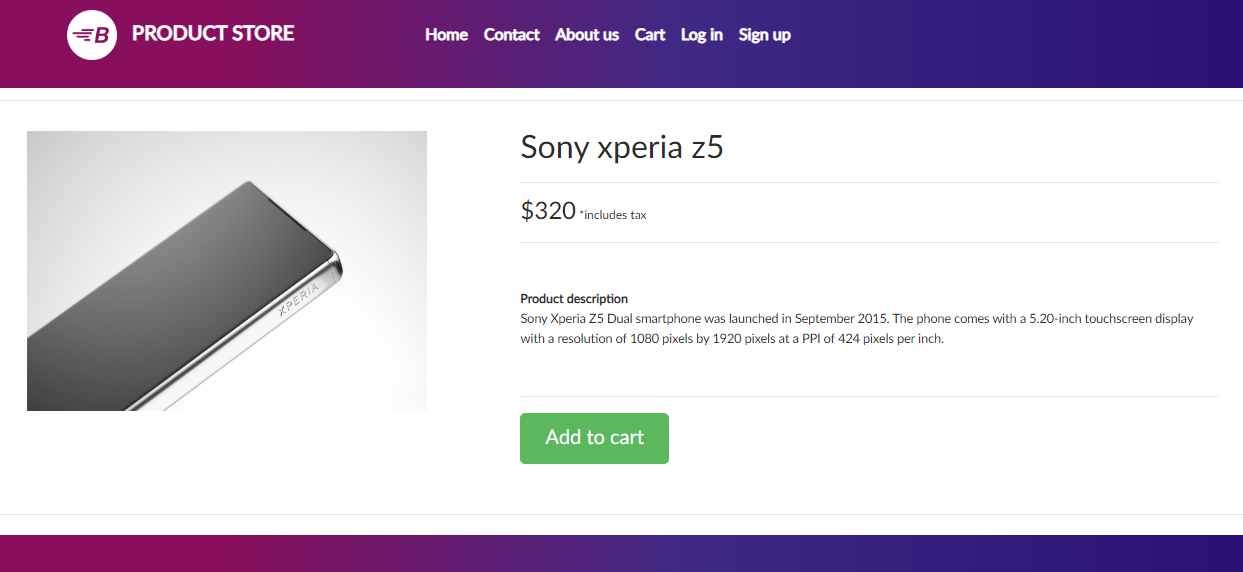 B PRODUCT STORE Home Contact About us Cart Log in Sign up
Sony xperia z5
$320 *includes tax
Product description
Sony Xperia Z5 Dual smartphone was launched in September 2015. The phone comes with a 5.20-inch touchscreen display
with a resolution of 1080 pixels by 1920 pixels at a PPI of 424 pixels per inch.
XPERIA
Add to cart